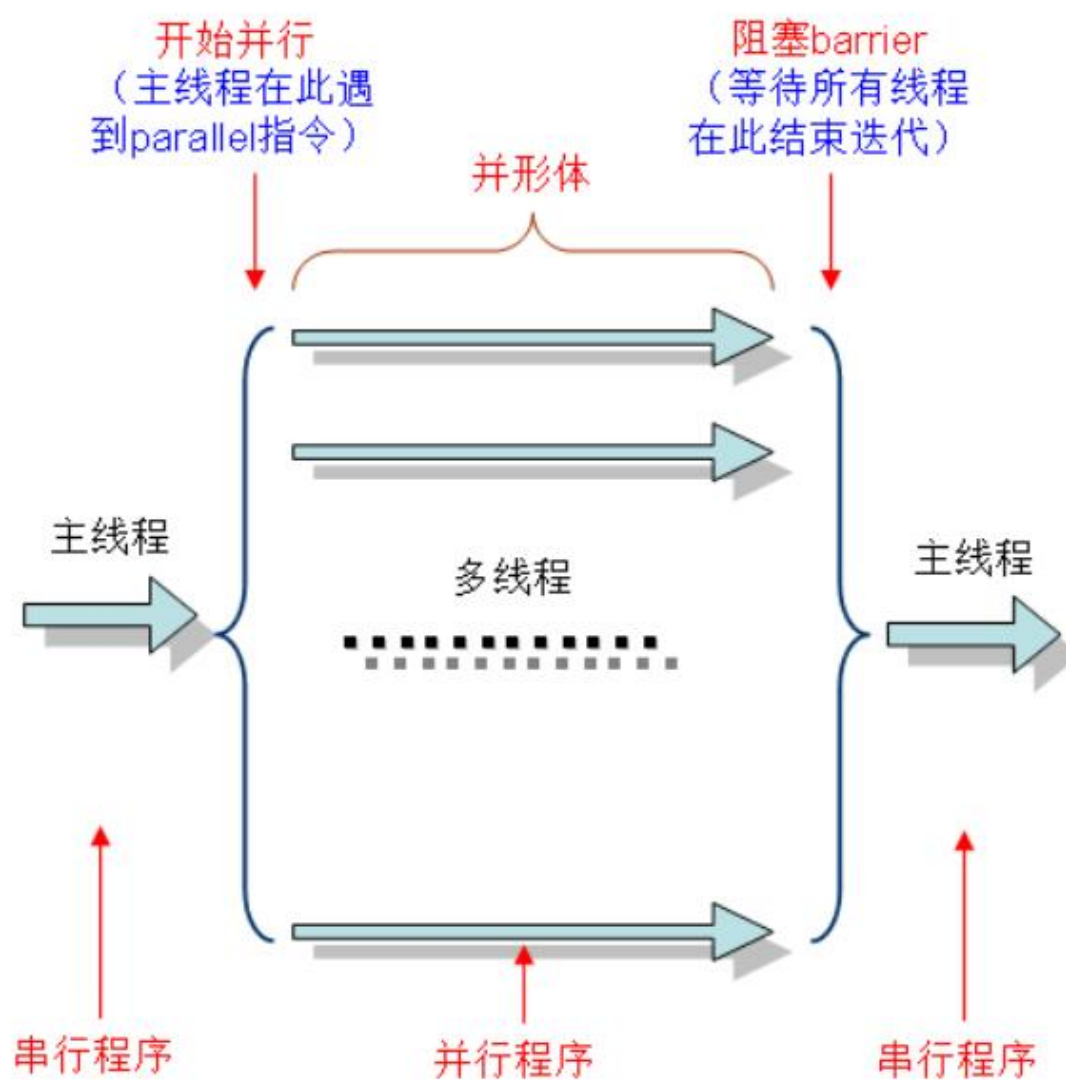 开始并行
（主线程在此遇
到parallel指令）
阻塞barrier
（等待所有线程
在此结束迭代）
并形体
主线程
多线程
主线程
串行程序
并行程序
串行程序